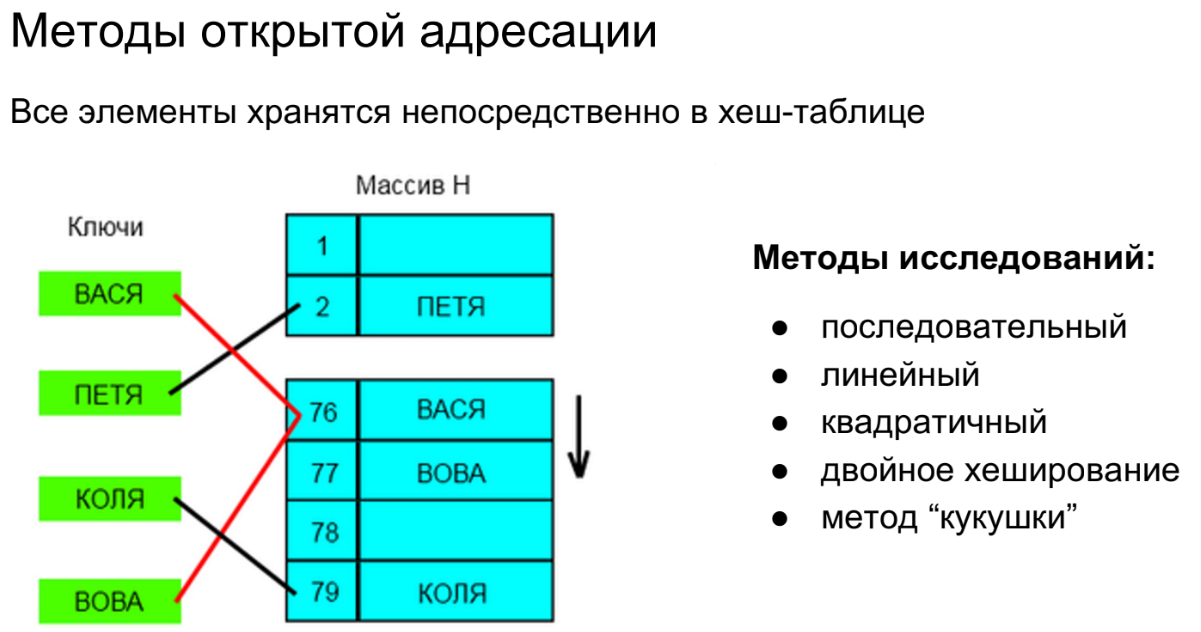 Методы открытой адресации
Все элементы хранятся непосредственно в хеш-таблице
Массив Н
Ключи
ВАСЯ
ПЕТЯ
КОЛЯ
ВОВА
1
2 ПЕТЯ
76 ВАСЯ
77 ВОВА
78
79 КОЛЯ
Методы исследований:
● последовательный
● линейный
● квадратичный
● двойное хеширование
● метод “кукушки”